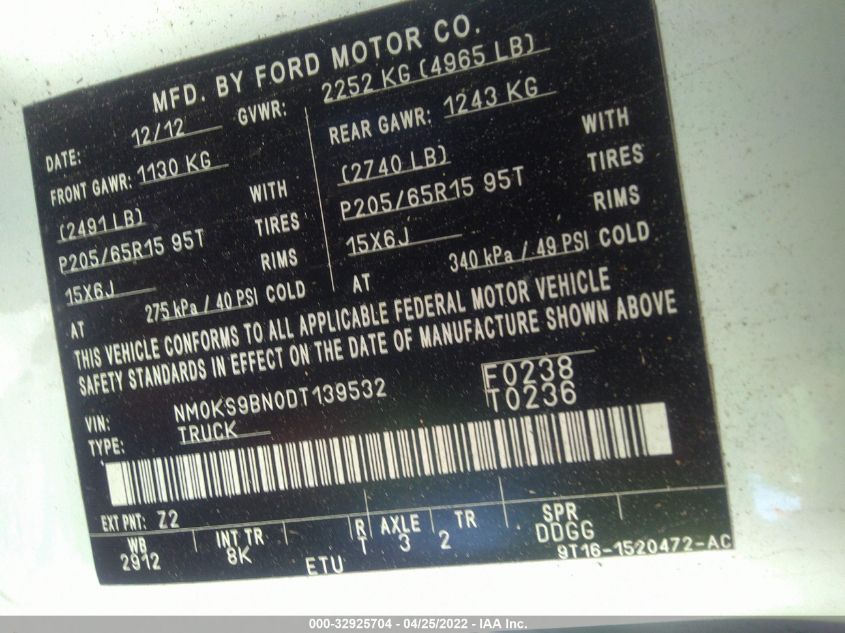 MFD. BY FORD MOTOR CO.
DATE: 12/12 GVWR: 2252 KG (4965 LB)
FRONT GAWR: 1130 KG
(2491 LB) WITH
P205/65R15 95T TIRES
15X6J RIMS
AT 275 kPa / 40 PSI COLD
REAR GAWR: 1243 KG
(2740 LB) WITH
P205/65R15 95T TIRES
15X6J RIMS
AT 340 kPa / 49 PSI COLD
THIS VEHICLE CONFORMS TO ALL APPLICABLE FEDERAL MOTOR VEHICLE
SAFETY STANDARDS IN EFFECT ON THE DATE OF MANUFACTURE SHOWN ABOVE
VIN: NM0KS9BN0DT139532 F0238
TYPE: TRUCK T0236
EXT PNT: Z2
WB INT TR R AXLE TR SPR
2912 8K ETU T 3 2 DDGG
9T16-1520472-AC
000-32925704 - 04/25/2022 - IAA Inc.